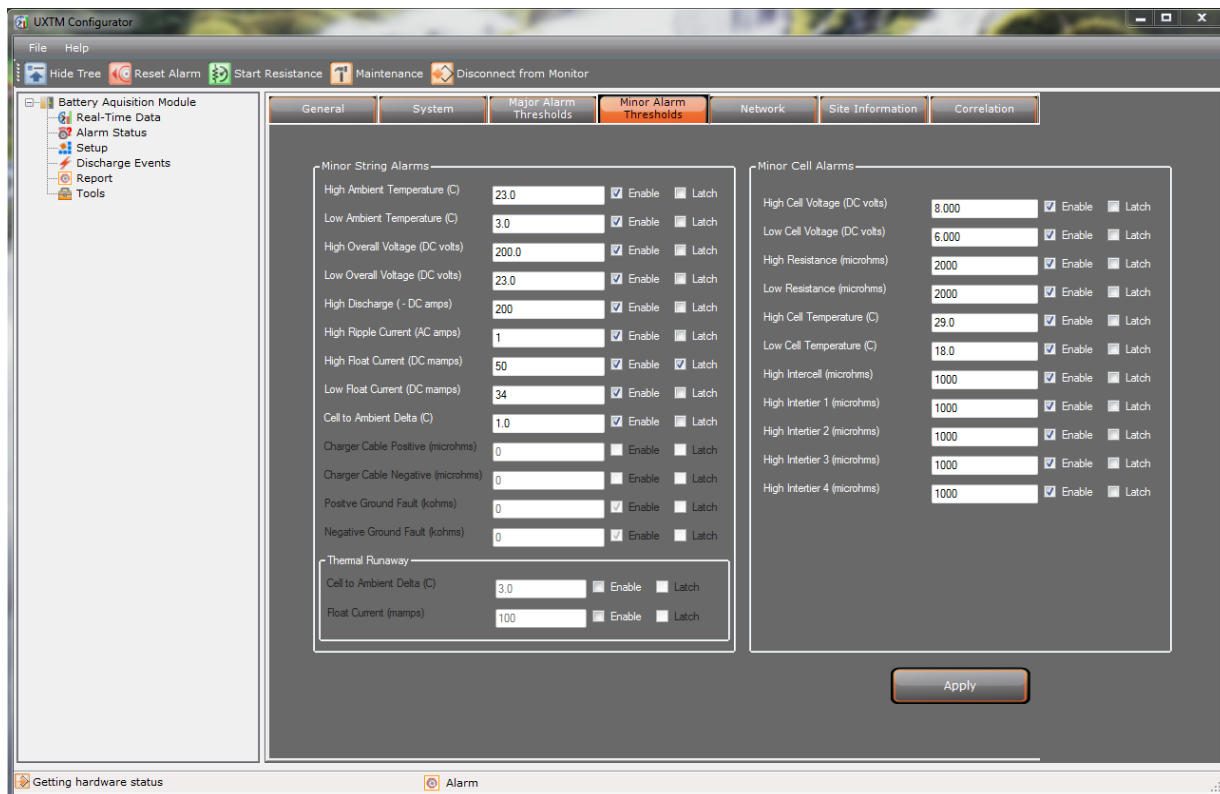 UXTM Configurator
File Help
Hide Tree Reset Alarm Start Resistance Maintenance Disconnect from Monitor
Battery Aquisition Module
Real-Time Data
Alarm Status
Setup
Discharge Events
Report
Tools
General System Major Alarm Thresholds Minor Alarm Thresholds Network Site Information Correlation
Minor String Alarms
High Ambient Temperature (C) 23.0 Enable Latch
Low Ambient Temperature (C) 3.0 Enable Latch
High Overall Voltage (DC volts) 200.0 Enable Latch
Low Overall Voltage (DC volts) 23.0 Enable Latch
High Discharge ( - DC amps) 200 Enable Latch
High Ripple Current (AC amps) 1 Enable Latch
High Float Current (DC mamps) 50 Enable Latch
Low Float Current (DC mamps) 34 Enable Latch
Cell to Ambient Delta (C) 1.0 Enable Latch
Charger Cable Positive (microhms) 0 Enable Latch
Charger Cable Negative (microhms) 0 Enable Latch
Positve Ground Fault (kohms) 0 Enable Latch
Negative Ground Fault (kohms) 0 Enable Latch
Thermal Runaway
Cell to Ambient Delta (C) 3.0 Enable Latch
Float Current (mamps) 100 Enable Latch
Minor Cell Alarms
High Cell Voltage (DC volts) 8.000 Enable Latch
Low Cell Voltage (DC volts) 6.000 Enable Latch
High Resistance (microhms) 2000 Enable Latch
Low Resistance (microhms) 2000 Enable Latch
High Cell Temperature (C) 29.0 Enable Latch
Low Cell Temperature (C) 18.0 Enable Latch
High Intercell (microhms) 1000 Enable Latch
High Intertier 1 (microhms) 1000 Enable Latch
High Intertier 2 (microhms) 1000 Enable Latch
High Intertier 3 (microhms) 1000 Enable Latch
High Intertier 4 (microhms) 1000 Enable Latch
Apply
Getting hardware status Alarm